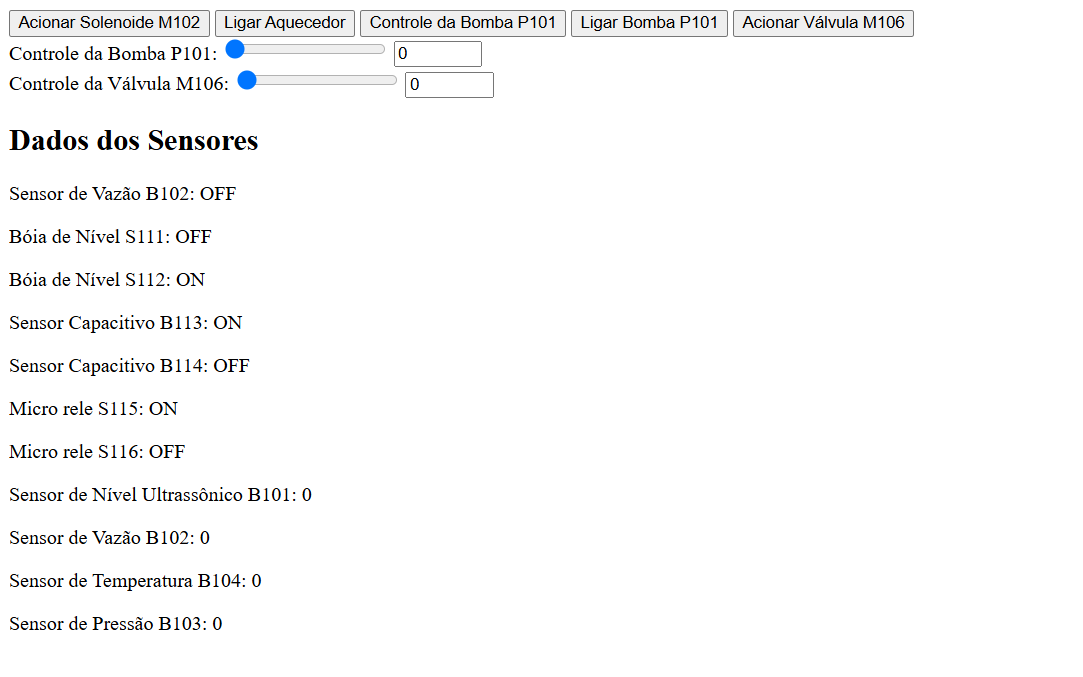 Acionar Solenoide M102 Ligar Aquecedor Controle da Bomba P101 Ligar Bomba P101 Acionar Válvula M106
Controle da Bomba P101: 0
Controle da Válvula M106: 0
Dados dos Sensores
Sensor de Vazão B102: OFF
Bóia de Nível S111: OFF
Bóia de Nível S112: ON
Sensor Capacitivo B113: ON
Sensor Capacitivo B114: OFF
Micro rele S115: ON
Micro rele S116: OFF
Sensor de Nível Ultrassônico B101: 0
Sensor de Vazão B102: 0
Sensor de Temperatura B104: 0
Sensor de Pressão B103: 0